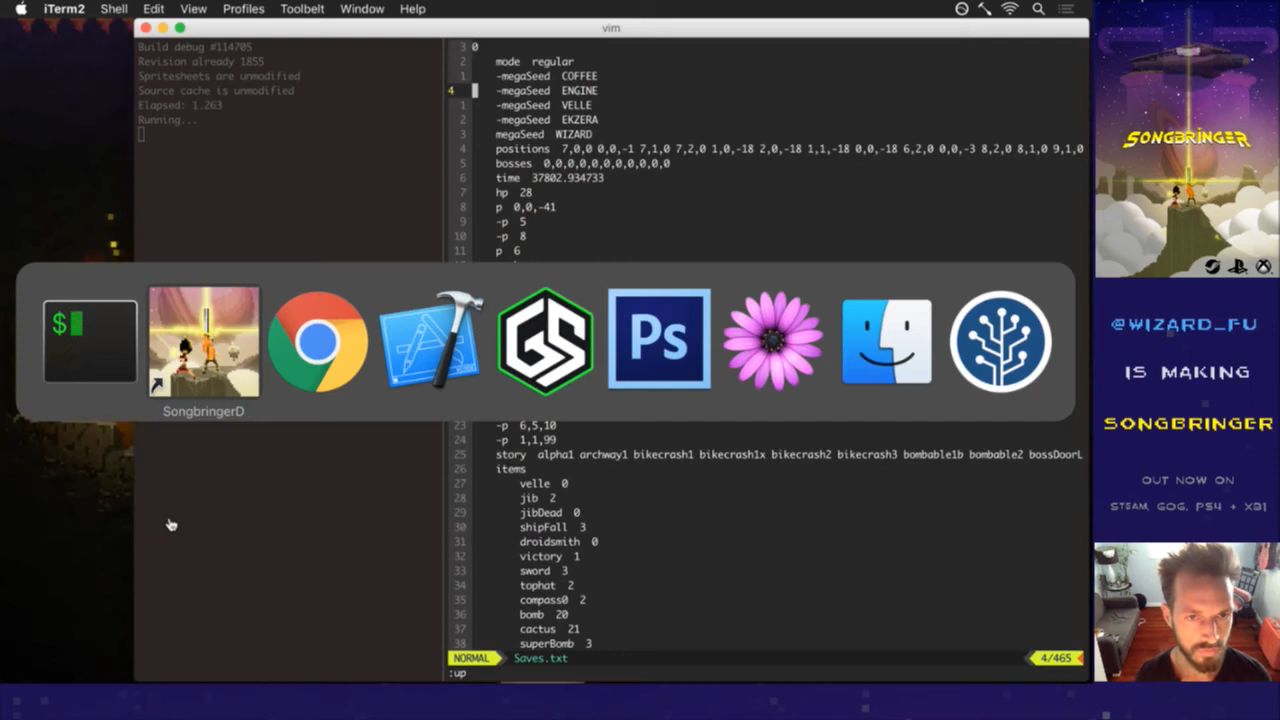 iTerm2 Shell Edit View Profiles Toolbelt Window Help
vim
Build debug #114705
Revision already 1855
Spritesheets are unmodified
Source cache is unmodified
Elapsed: 1.263
Running...
3 0
2 mode regular
1 -megaSeed COFFEE
4 -megaSeed ENGINE
1 -megaSeed VELLE
2 -megaSeed EKZERA
3 megaSeed WIZARD
4 positions 7,0,0 0,0,-1 7,1,0 7,2,0 1,0,-18 2,0,-18 1,1,-18 0,0,-18 6,2,0 0,0,-3 8,2,0 8,1,0 9,1,0
5 bosses 0,0,0,0,0,0,0,0,0,0
6 time 37802.934733
7 hp 28
8 p 0,0,-41
9 -p 5
10 -p 8
11 p 6
$
GS
Ps
SongbringerD
23 -p 6,5,10
24 -p 1,1,99
25 story alpha1 archway1 bikecrash1 bikecrash1x bikecrash2 bikecrash3 bombable1b bombable2 bossDoorL
26 items
27 velle 0
28 jib 2
29 jibDead 0
30 shipFall 3
31 droidsmith 0
32 victory 1
33 sword 3
34 tophat 2
35 compass0 2
36 bomb 20
37 cactus 21
38 superBomb 3
NORMAL Saves.txt 4/465
:up
SONGBRINGER
@WIZARD_FU
IS MAKING
SONGBRINGER
OUT NOW ON
STEAM, GOG, PS4 + XB1